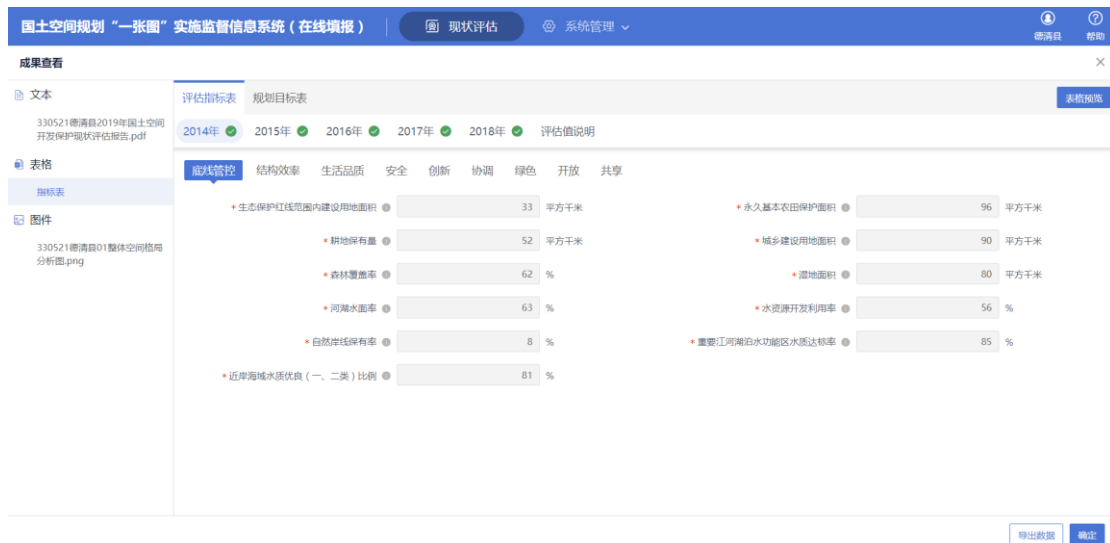 国土空间规划“一张图”实施监督信息系统（在线填报） 现状评估 系统管理 德清县 帮助
成果查看
文本
330521德清县2019年国土空间
开发保护现状评估报告.pdf
表格
指标表
图件
330521德清县01整体空间格局
分析图.png
评估指标表 规划目标表 表格预览
2014年 2015年 2016年 2017年 2018年 评估值说明
底线管控 结构效率 生活品质 安全 创新 协调 绿色 开放 共享
*生态保护红线范围内建设用地面积 33 平方千米 *永久基本农田保护面积 96 平方千米
*耕地保有量 52 平方千米 *城乡建设用地面积 90 平方千米
*森林覆盖率 62 % *湿地面积 80 平方千米
*河湖水面率 63 % *水资源开发利用率 56 %
*自然岸线保有率 8 % *重要江河湖泊水功能区水质达标率 85 %
*近岸海域水质优良（一、二类）比例 81 %
导出数据 确定